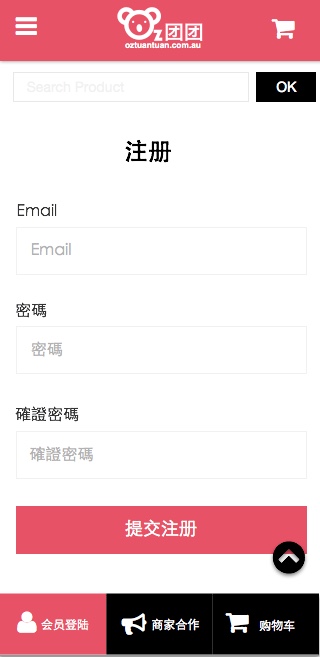 Oz团团
oztuantuan.com.au
Search Product
OK
注册
Email
Email
密碼
密碼
確證密碼
確證密碼
提交注册
会员登陆
商家合作
购物车